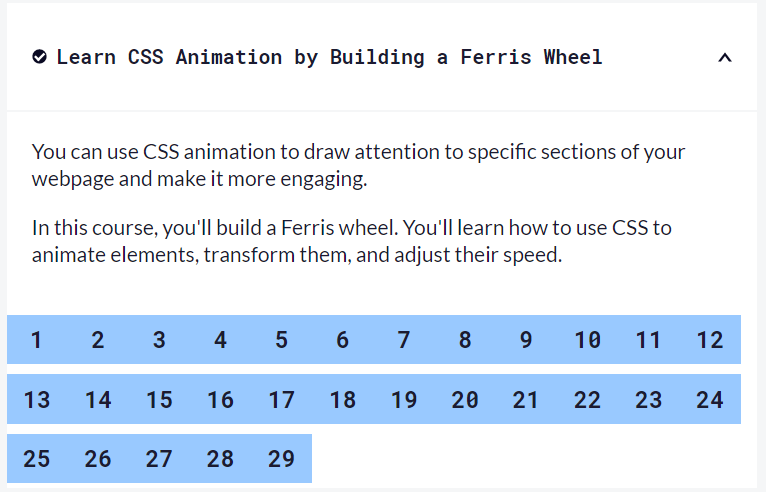 Learn CSS Animation by Building a Ferris Wheel
You can use CSS animation to draw attention to specific sections of your
webpage and make it more engaging.
In this course, you'll build a Ferris wheel. You'll learn how to use CSS to
animate elements, transform them, and adjust their speed.
1 2 3 4 5 6 7 8 9 10 11 12
13 14 15 16 17 18 19 20 21 22 23 24
25 26 27 28 29